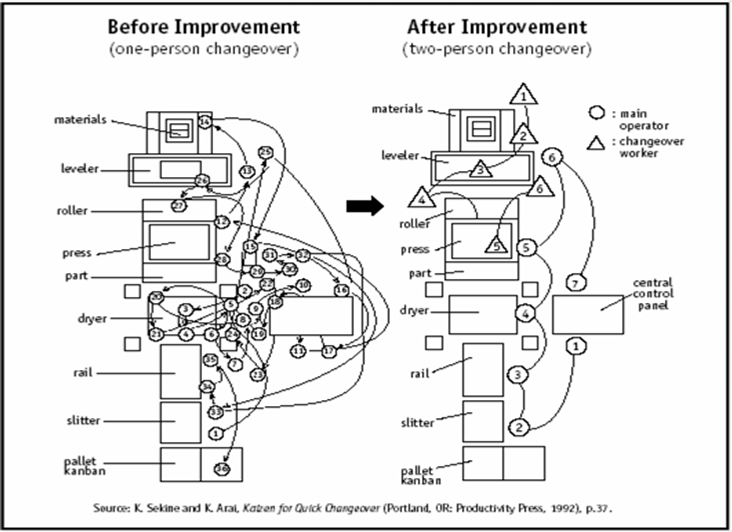 Before Improvement
(one-person changeover)
After Improvement
(two-person changeover)
materials
leveler
roller
press
part
dryer
rail
slitter
pallet
kanban
14
25
13
26
27
12
28
15
31
32
29
30
2
22
10
16
20
3
5
9
18
8
21
4
6
24
19
11
17
7
23
35
34
33
1
36
materials
leveler
roller
press
part
dryer
rail
slitter
pallet
kanban
1
2
3
4
6
5
6
5
7
4
1
3
2
: main
operator
: changeover
worker
central
control
panel
Source: K. Sekine and K. Arai, Kaizen for Quick Changeover (Portland, OR: Productivity Press, 1992), p.37.